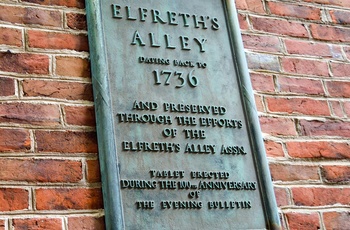 ELFRETH'S
ALLEY
DATING BACK TO
1736
AND PRESERVED
THROUGH THE EFFORTS
OF THE
ELFRETH'S ALLEY ASSN.
TABLET ERECTED
DURING THE 100TH ANNIVERSARY
OF THE EVENING BULLETIN